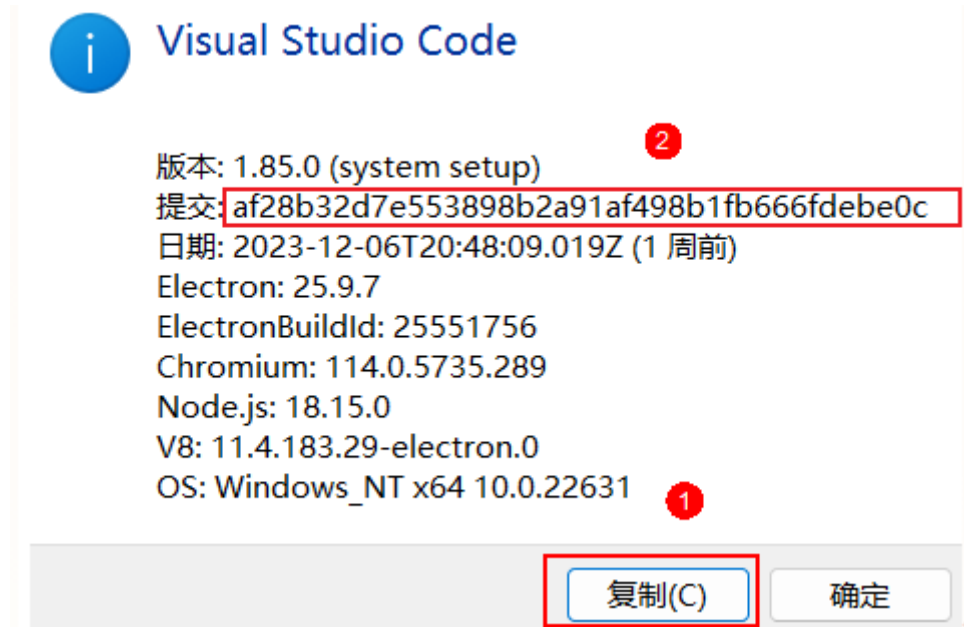 Visual Studio Code
2
版本: 1.85.0 (system setup)
提交: af28b32d7e553898b2a91af498b1fb666fdebe0c
日期: 2023-12-06T20:48:09.019Z (1 周前)
Electron: 25.9.7
ElectronBuildId: 25551756
Chromium: 114.0.5735.289
Node.js: 18.15.0
V8: 11.4.183.29-electron.0
OS: Windows_NT x64 10.0.22631
1
复制(C)
确定